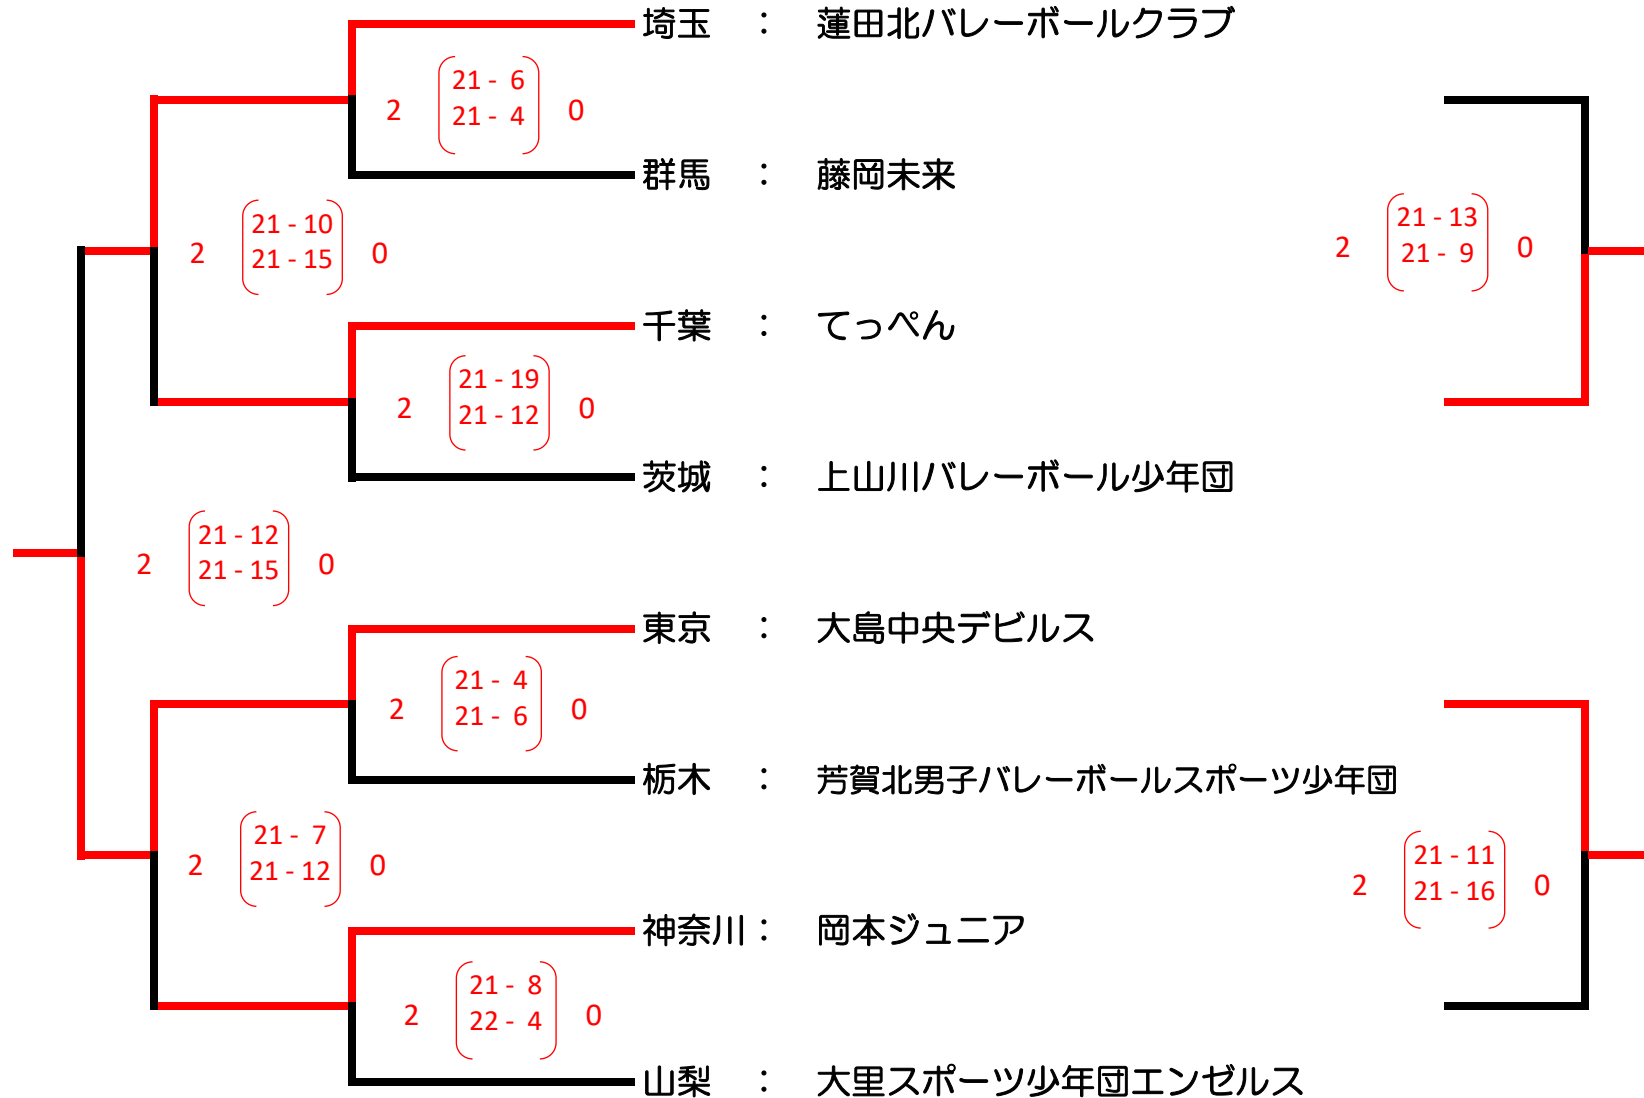 埼玉 : 蓮田北バレーボールクラブ
2 21 - 6 0
21 - 4
群馬 : 藤岡未来
2 21 - 10 0
21 - 15
2 21 - 13 0
21 - 9
千葉 : てっぺん
2 21 - 19 0
21 - 12
茨城 : 上山川バレーボール少年団
2 21 - 12 0
21 - 15
東京 : 大島中央デビルス
2 21 - 4 0
21 - 6
栃木 : 芳賀北男子バレーボールスポーツ少年団
2 21 - 7 0
21 - 12
2 21 - 11 0
21 - 16
神奈川 : 岡本ジュニア
2 21 - 8 0
22 - 4
山梨 : 大里スポーツ少年団エンゼルス